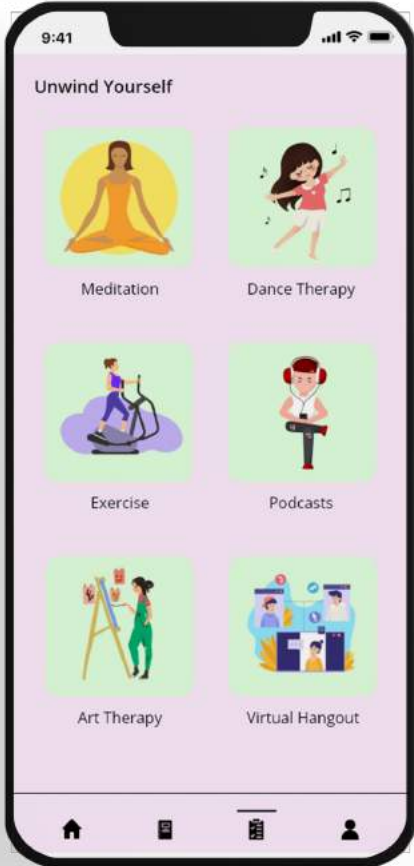 9:41
Unwind Yourself
Meditation
Dance Therapy
Exercise
Podcasts
Art Therapy
Virtual Hangout